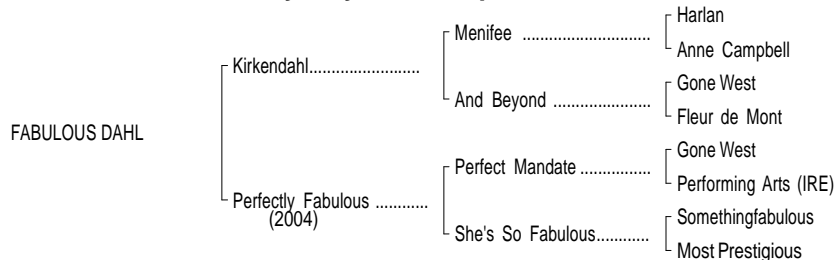 Harlan
Menifee ............................
Anne Campbell
Kirkendahl.........................
Gone West
And Beyond ......................
Fleur de Mont
FABULOUS DAHL
Gone West
Perfect Mandate ................
Performing Arts (IRE)
Perfectly Fabulous ............
(2004)
Somethingfabulous
She's So Fabulous............
Most Prestigious